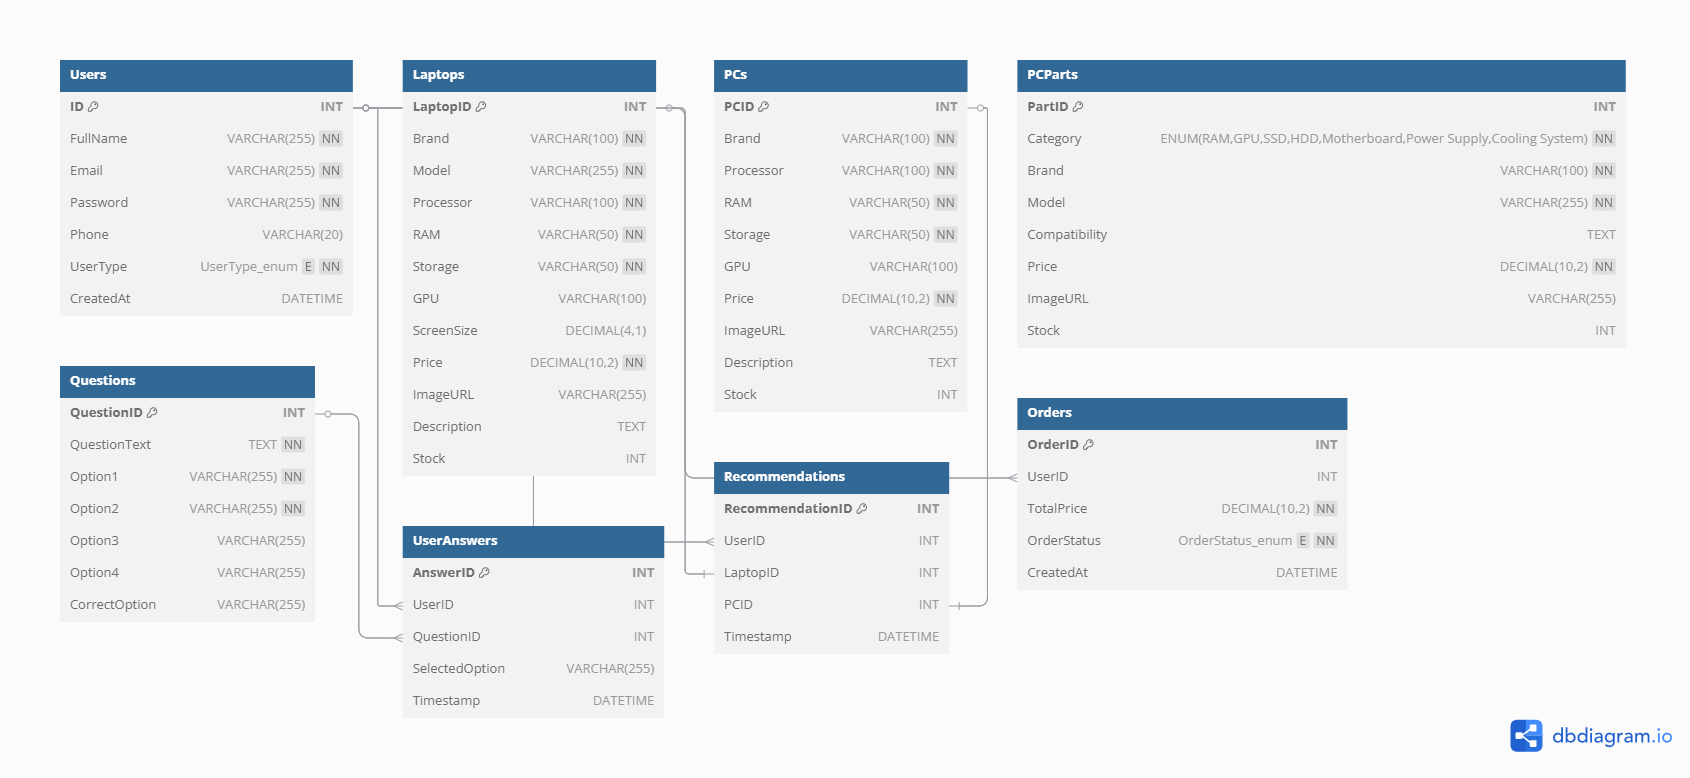 Users
ID INT
FullName VARCHAR(255) NN
Email VARCHAR(255) NN
Password VARCHAR(255) NN
Phone VARCHAR(20)
UserType UserType_enum E NN
CreatedAt DATETIME
Laptops
LaptopID INT
Brand VARCHAR(100) NN
Model VARCHAR(255) NN
Processor VARCHAR(100) NN
RAM VARCHAR(50) NN
Storage VARCHAR(50) NN
GPU VARCHAR(100)
ScreenSize DECIMAL(4,1)
Price DECIMAL(10,2) NN
ImageURL VARCHAR(255)
Description TEXT
Stock INT
PCs
PCID INT
Brand VARCHAR(100) NN
Processor VARCHAR(100) NN
RAM VARCHAR(50) NN
Storage VARCHAR(50) NN
GPU VARCHAR(100)
Price DECIMAL(10,2) NN
ImageURL VARCHAR(255)
Description TEXT
Stock INT
PCParts
PartID INT
Category ENUM(RAM,GPU,SSD,HDD,Motherboard,Power Supply,Cooling System) NN
Brand VARCHAR(100) NN
Model VARCHAR(255) NN
Compatibility TEXT
Price DECIMAL(10,2) NN
ImageURL VARCHAR(255)
Stock INT
Questions
QuestionID INT
QuestionText TEXT NN
Option1 VARCHAR(255) NN
Option2 VARCHAR(255) NN
Option3 VARCHAR(255)
Option4 VARCHAR(255)
CorrectOption VARCHAR(255)
UserAnswers
AnswerID INT
UserID INT
QuestionID INT
SelectedOption VARCHAR(255)
Timestamp DATETIME
Recommendations
RecommendationID INT
UserID INT
LaptopID INT
PCID INT
Timestamp DATETIME
Orders
OrderID INT
UserID INT
TotalPrice DECIMAL(10,2) NN
OrderStatus OrderStatus_enum E NN
CreatedAt DATETIME
dbdiagram.io